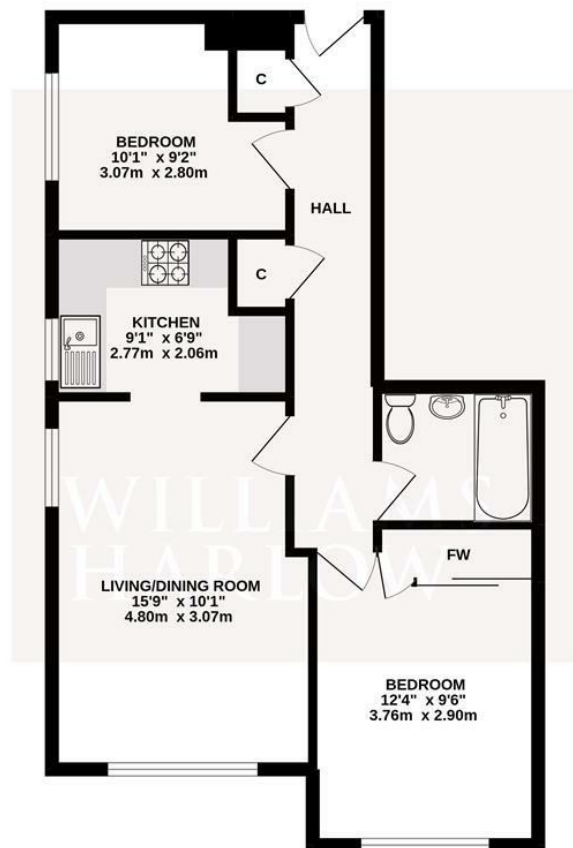 C
BEDROOM
10'1" x 9'2"
3.07m x 2.80m
HALL
C
KITCHEN
9'1" x 6'9"
2.77m x 2.06m
WILLIAMS
HARLOW
FW
LIVING/DINING ROOM
15'9" x 10'1"
4.80m x 3.07m
BEDROOM
12'4" x 9'6"
3.76m x 2.90m